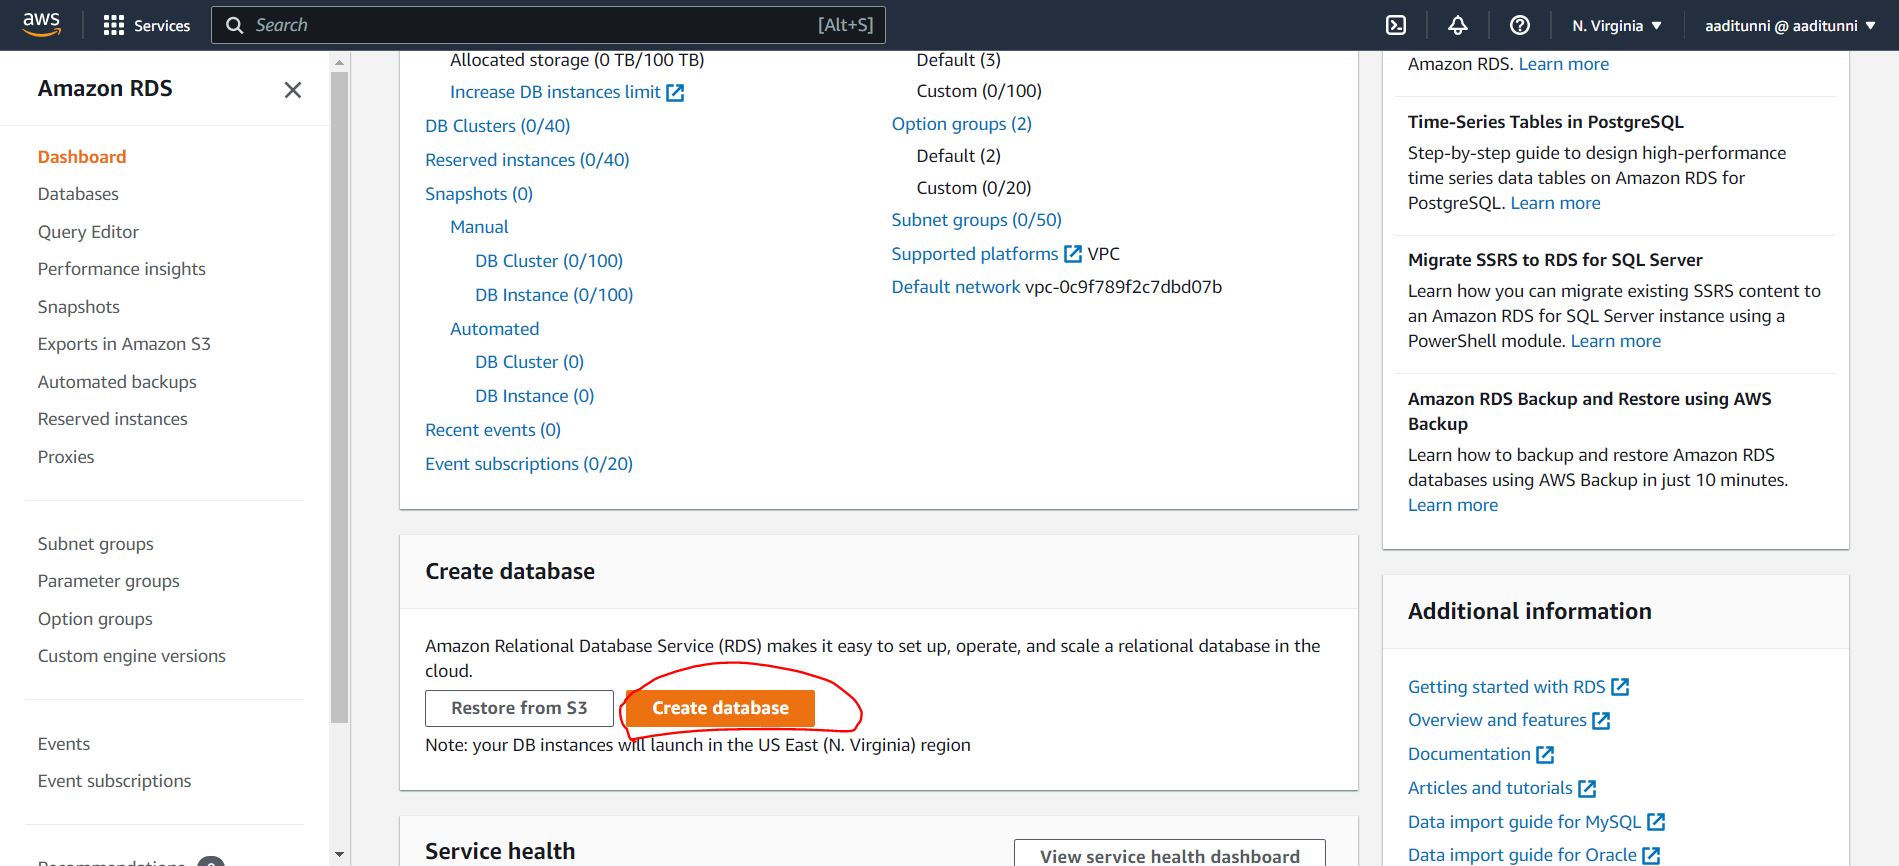 aws
Services
Search
[Alt+S]
N. Virginia
aaditunni @ aaditunni
Amazon RDS
Dashboard
Databases
Query Editor
Performance insights
Snapshots
Exports in Amazon S3
Automated backups
Reserved instances
Proxies
Subnet groups
Parameter groups
Option groups
Custom engine versions
Events
Event subscriptions
Recommendations
Allocated storage (0 TB/100 TB)
Increase DB instances limit
DB Clusters (0/40)
Reserved instances (0/40)
Snapshots (0)
Manual
DB Cluster (0/100)
DB Instance (0/100)
Automated
DB Cluster (0)
DB Instance (0)
Recent events (0)
Event subscriptions (0/20)
Default (3)
Custom (0/100)
Option groups (2)
Default (2)
Custom (0/20)
Subnet groups (0/50)
Supported platforms VPC
Default network vpc-0c9f789f2c7dbd07b
Create database
Amazon Relational Database Service (RDS) makes it easy to set up, operate, and scale a relational database in the
cloud.
Restore from S3
Create database
Note: your DB instances will launch in the US East (N. Virginia) region
Service health
View service health dashboard
Amazon RDS. Learn more
Time-Series Tables in PostgreSQL
Step-by-step guide to design high-performance
time series data tables on Amazon RDS for
PostgreSQL. Learn more
Migrate SSRS to RDS for SQL Server
Learn how you can migrate existing SSRS content to
an Amazon RDS for SQL Server instance using a
PowerShell module. Learn more
Amazon RDS Backup and Restore using AWS
Backup
Learn how to backup and restore Amazon RDS
databases using AWS Backup in just 10 minutes.
Learn more
Additional information
Getting started with RDS
Overview and features
Documentation
Articles and tutorials
Data import guide for MySQL
Data import guide for Oracle